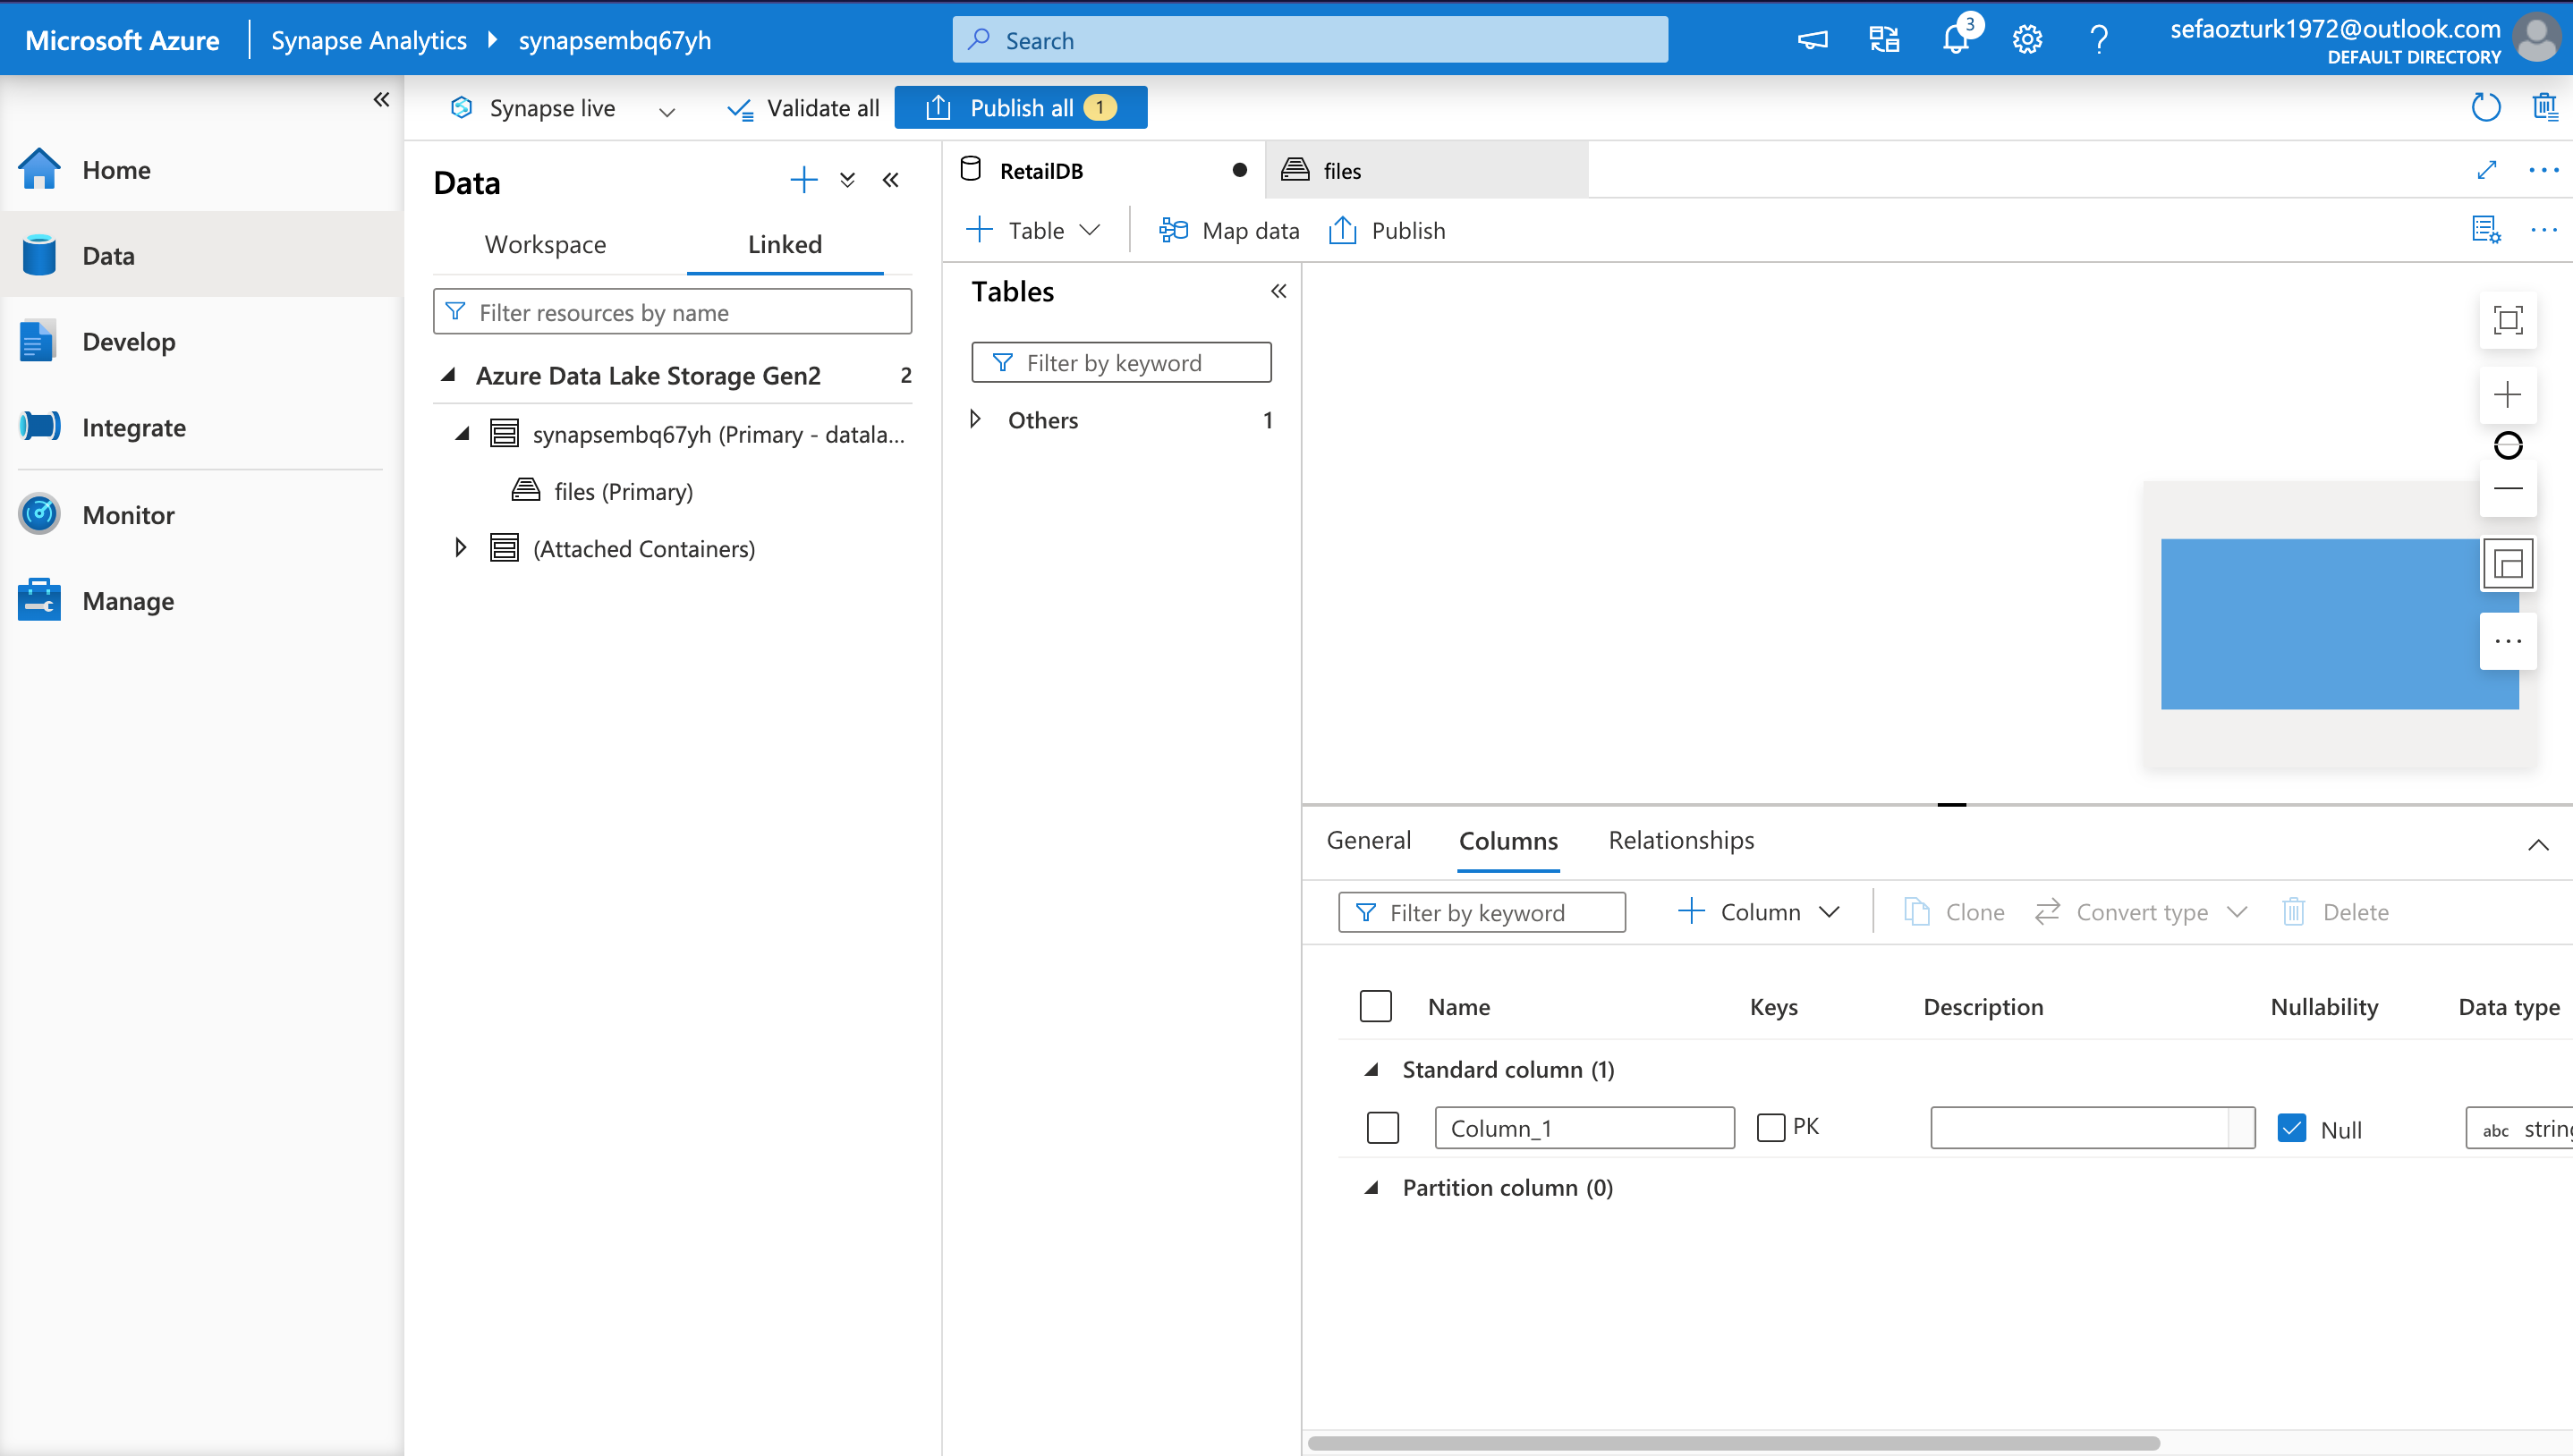 Microsoft Azure
Synapse Analytics
synapsembq67yh
Search
3
sefaozturk1972@outlook.com
DEFAULT DIRECTORY
Synapse live
Validate all
Publish all 1
Home
Data
Develop
Integrate
Monitor
Manage
Data
Workspace
Linked
Filter resources by name
Azure Data Lake Storage Gen2 2
synapsembq67yh (Primary - datala...
files (Primary)
(Attached Containers)
RetailDB
files
Table
Map data
Publish
Tables
Filter by keyword
Others 1
General
Columns
Relationships
Filter by keyword
Column
Clone
Convert type
Delete
Name Keys Description Nullability Data type
Standard column (1)
Column_1 PK Null abc string
Partition column (0)